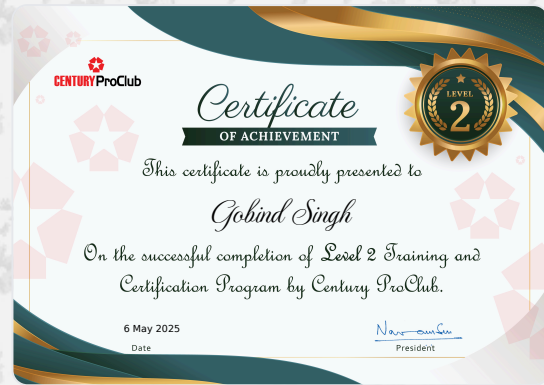 CENTURY ProClub
Certificate
OF ACHIEVEMENT
LEVEL
2
This certificate is proudly presented to
Gobind Singh
On the successful completion of Level 2 Training and
Certification Program by Century ProClub.
6 May 2025
Date
President